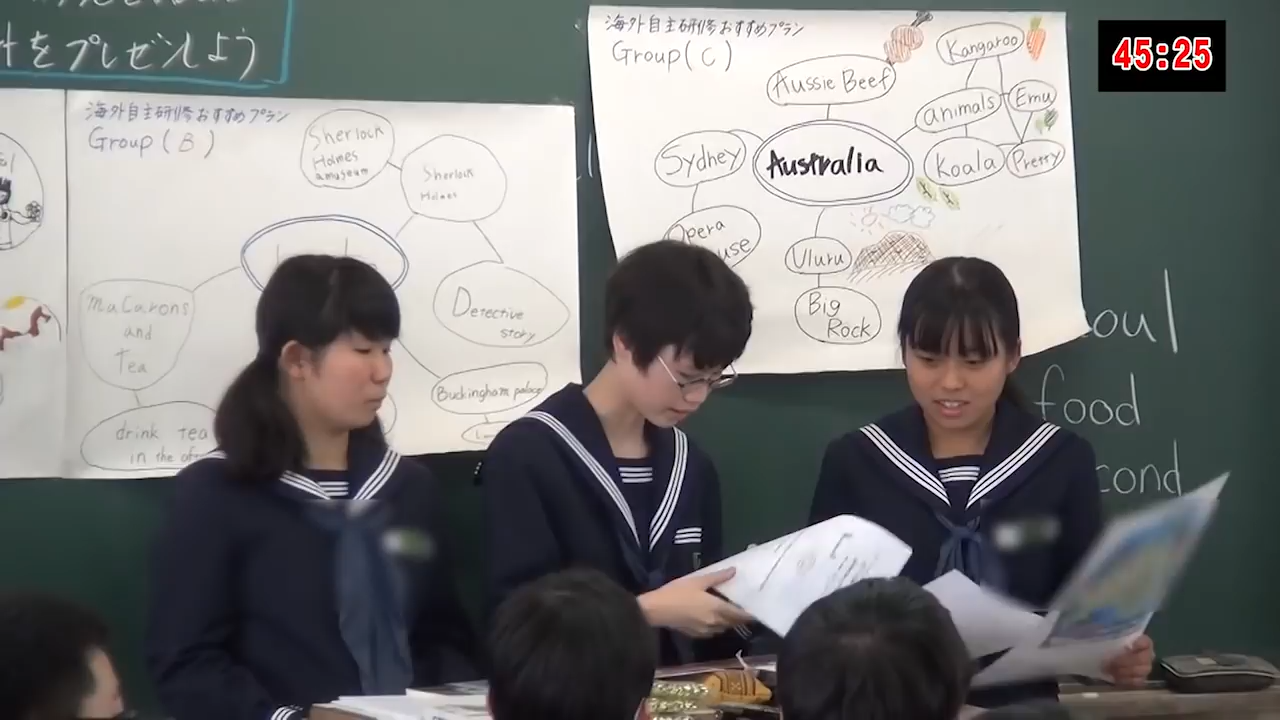 をプレゼンしよう
45:25
海外自主研修おすすめプラン
Group (B)
Sherlock
Holmes
amuseum
Sherlock
Holmes
Detective
story
Buckingham palace
macarons
and
Tea
drink tea
in the
海外自主研修おすすめプラン
Group (C)
Aussie Beef
Kangaroo
animals
Emu
Koala
Pretty
Sydney
Australia
Opera
Uluru
Big
Rock
food